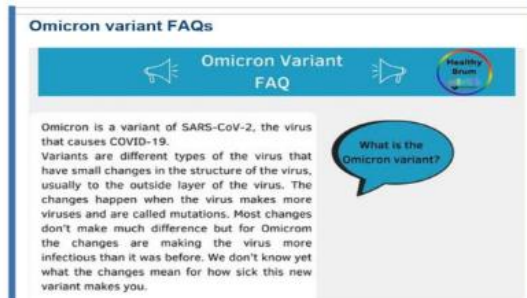 Omicron variant FAQs
Omicron Variant
FAQ
Healthy
Brum
Omicron is a variant of SARS-CoV-2, the virus
that causes COVID-19.
Variants are different types of the virus that
have small changes in the structure of the virus,
usually to the outside layer of the virus. The
changes happen when the virus makes more
viruses and are called mutations. Most changes
don't make much difference but for Omicrom
the changes are making the virus more
infectious than it was before. We don't know yet
what the changes mean for how sick this new
variant makes you.
What is the
Omicron variant?